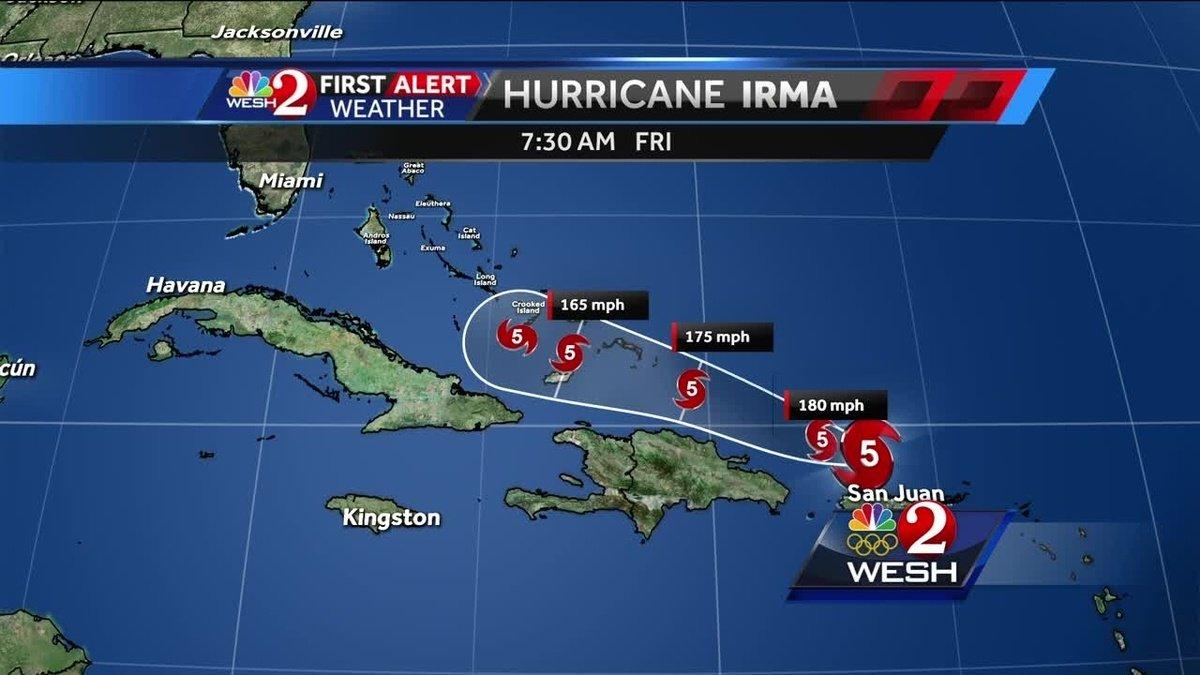 Jacksonville
Orleans
WESH 2 FIRST ALERT
WEATHER
HURRICANE IRMA
7:30 AM FRI
Miami
Great
Abaco
Eleuthera
Nassau
Andros
Island
Cat
Island
Exuma
Long
Island
Havana
Crooked
Island
165 mph
5
5
175 mph
5
180 mph
5
5
cún
San Juan
Kingston
2
WESH